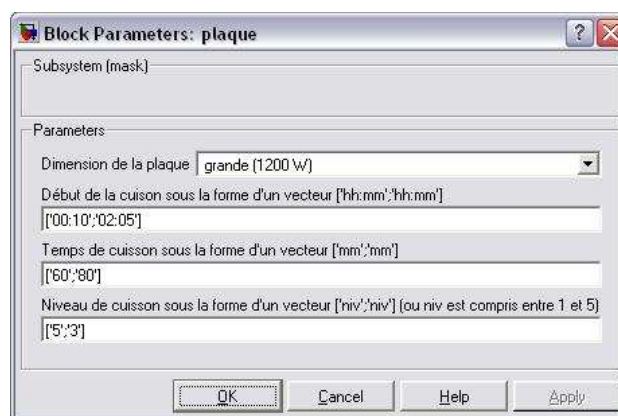 Block Parameters: plaque
Subsystem (mask)
Parameters
Dimension de la plaque grande (1200 W)
Début de la cuison sous la forme d'un vecteur ['hh:mm';'hh:mm']
['00:10';'02:05']
Temps de cuisson sous la forme d'un vecteur ['mm';'mm']
['60';'80']
Niveau de cuisson sous la forme d'un vecteur ['niv';'niv'] (ou niv est compris entre 1 et 5)
['5';'3']
OK Cancel Help Apply